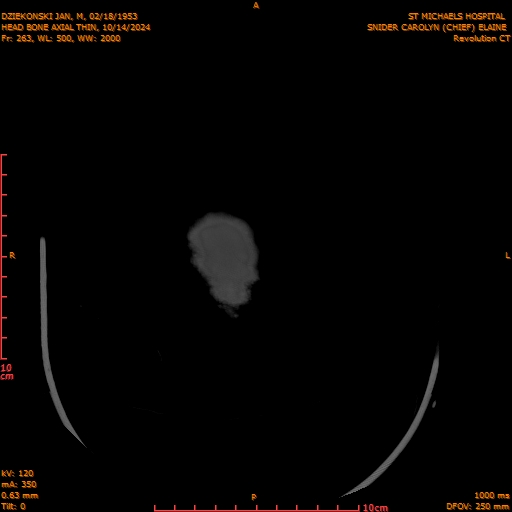 A
DZIEKONSKI JAN, M, 02/18/1953
HEAD BONE AXIAL THIN, 10/14/2024
Fr: 263, WL: 500, WW: 2000
ST MICHAELS HOSPITAL
SNIDER CAROLYN (CHIEF) ELAINE
Revolution CT
R
L
10
cm
kV: 120
mA: 350
0.63 mm
Tilt: 0
P
10cm
1000 ms
DFOV: 250 mm